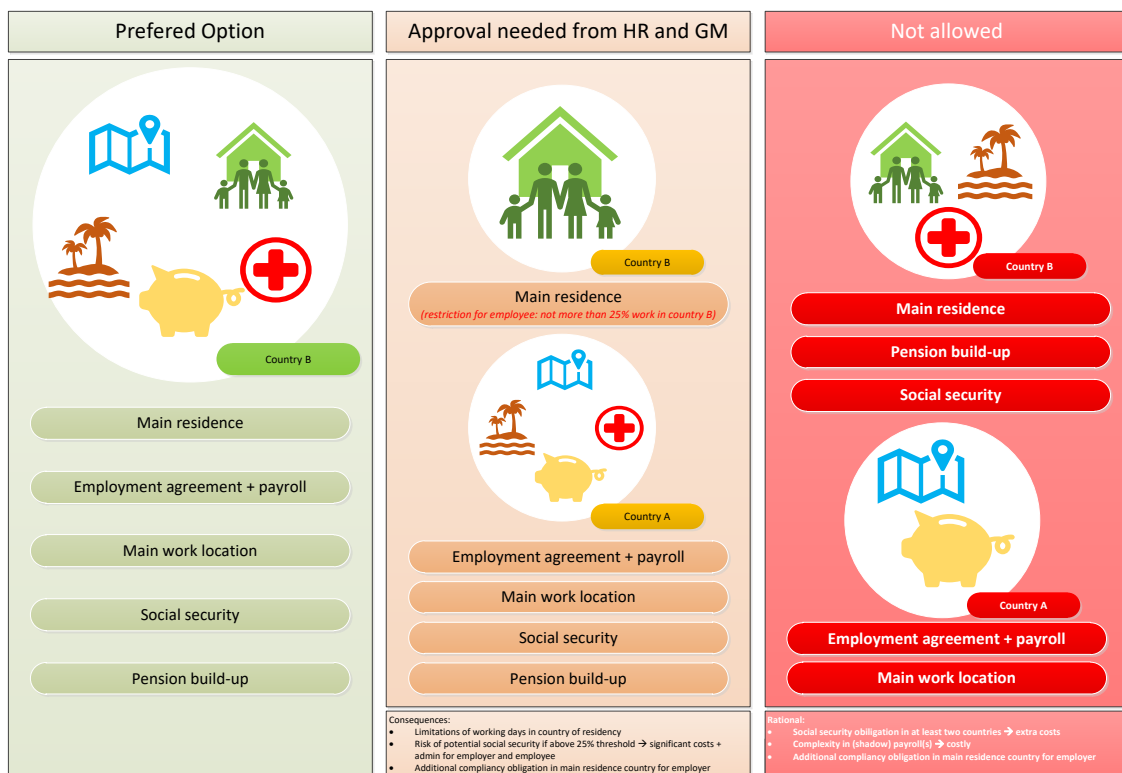 Prefered Option
Country B
Main residence
Employment agreement + payroll
Main work location
Social security
Pension build-up
Approval needed from HR and GM
Country B
Main residence
(restriction for employee: not more than 25% work in country B)
Country A
Employment agreement + payroll
Main work location
Social security
Pension build-up
Consequences:
• Limitations of working days in country of residency
• Risk of potential social security if above 25% threshold → significant costs +
admin for employer and employee
• Additional compliancy obligation in main residence country for employer
Not allowed
Country B
Main residence
Pension build-up
Social security
Country A
Employment agreement + payroll
Main work location
Rational:
• Social security obligation in at least two countries → extra costs
• Complexity in (shadow) payroll(s) → costly
• Additional compliancy obligation in main residence country for employer